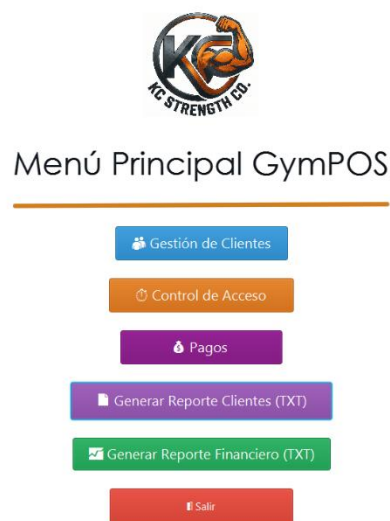 KC
KC STRENGTH CO.
Menú Principal GymPOS
Gestión de Clientes
Control de Acceso
Pagos
Generar Reporte Clientes (TXT)
Generar Reporte Financiero (TXT)
Salir